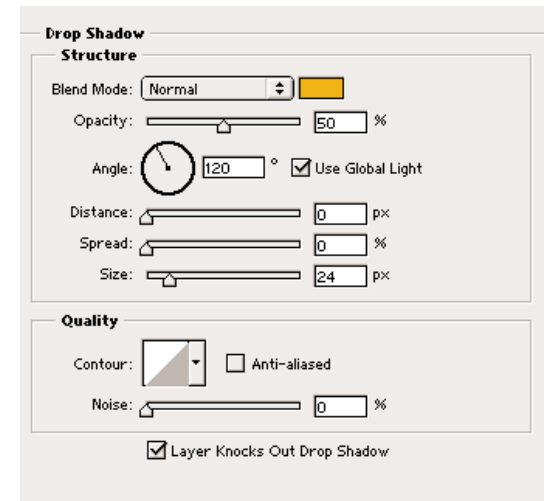 Drop Shadow
Structure
Blend Mode: Normal
Opacity: 50 %
Angle: 120 ° Use Global Light
Distance: 0 px
Spread: 0 %
Size: 24 px
Quality
Contour: Anti-aliased
Noise: 0 %
Layer Knocks Out Drop Shadow